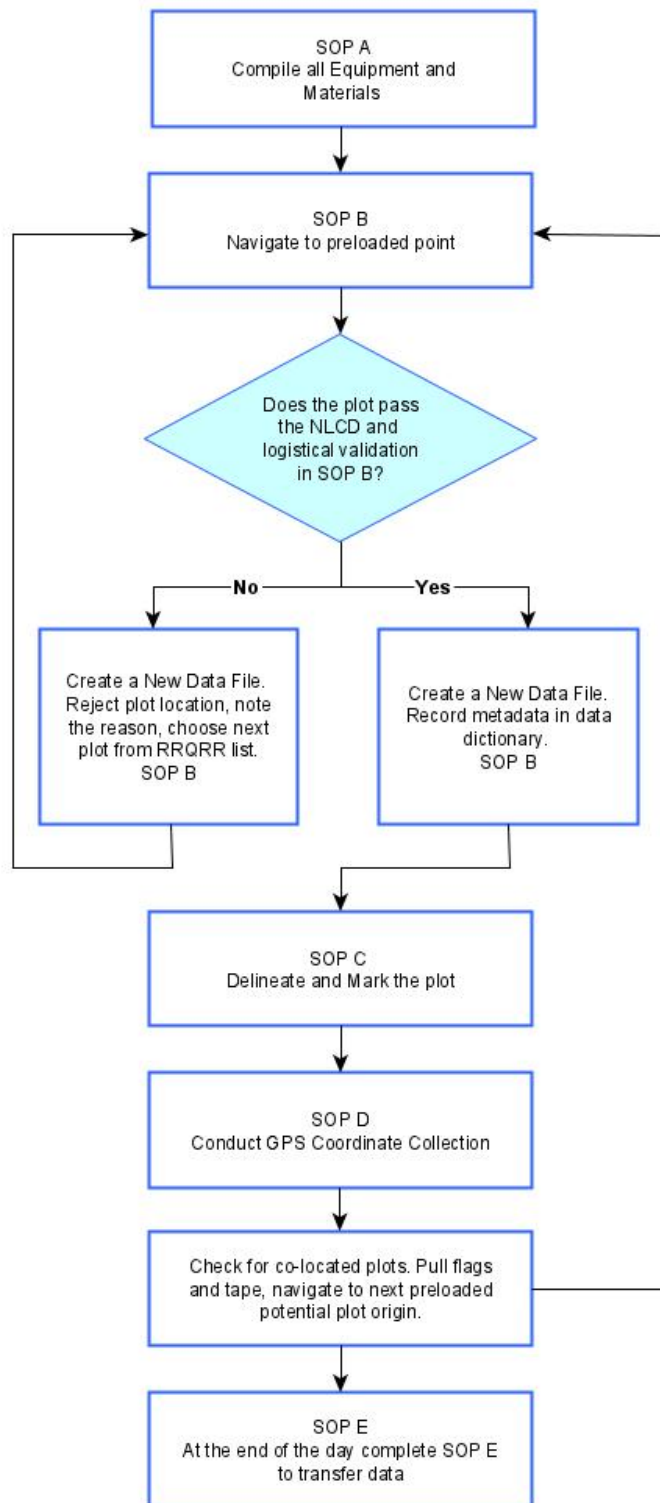 SOP A
Compile all Equipment and
Materials
SOP B
Navigate to preloaded point
Does the plot pass
the NLCD and
logistical validation
in SOP B?
No
Yes
Create a New Data File.
Reject plot location, note
the reason, choose next
plot from RRQRR list.
SOP B
Create a New Data File.
Record metadata in data
dictionary.
SOP B
SOP C
Delineate and Mark the plot
SOP D
Conduct GPS Coordinate Collection
Check for co-located plots. Pull flags
and tape, navigate to next preloaded
potential plot origin.
SOP E
At the end of the day complete SOP E
to transfer data